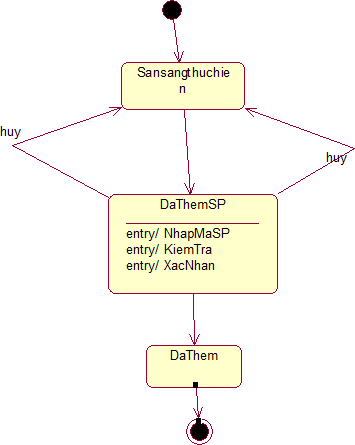 Sansangthuchie
n
huy
huy
DaThemSP
entry/ NhapMaSP
entry/ KiemTra
entry/ XacNhan
DaThem